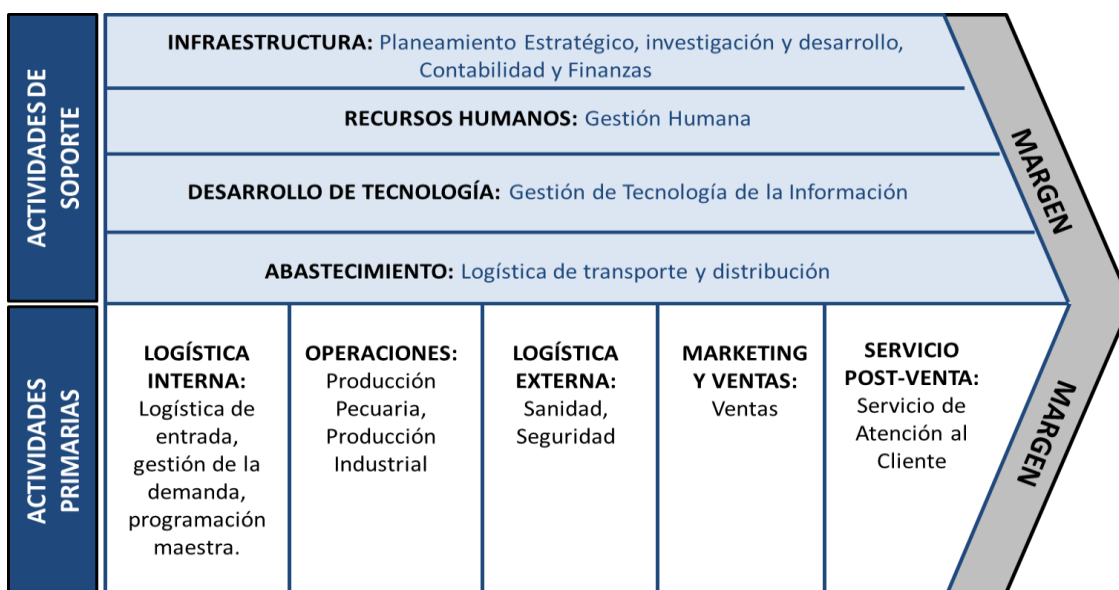 ACTIVIDADES DE
SOPORTE
INFRAESTRUCTURA: Planeamiento Estratégico, investigación y desarrollo,
Contabilidad y Finanzas
RECURSOS HUMANOS: Gestión Humana
DESARROLLO DE TECNOLOGÍA: Gestión de Tecnología de la Información
ABASTECIMIENTO: Logística de transporte y distribución
MARGEN
ACTIVIDADES
PRIMARIAS
LOGÍSTICA
INTERNA:
Logística de
entrada,
gestión de la
demanda,
programación
maestra.
OPERACIONES:
Producción
Pecuaria,
Producción
Industrial
LOGÍSTICA
EXTERNA:
Sanidad,
Seguridad
MARKETING
Y VENTAS:
Ventas
SERVICIO
POST-VENTA:
Servicio de
Atención al
Cliente
MARGEN